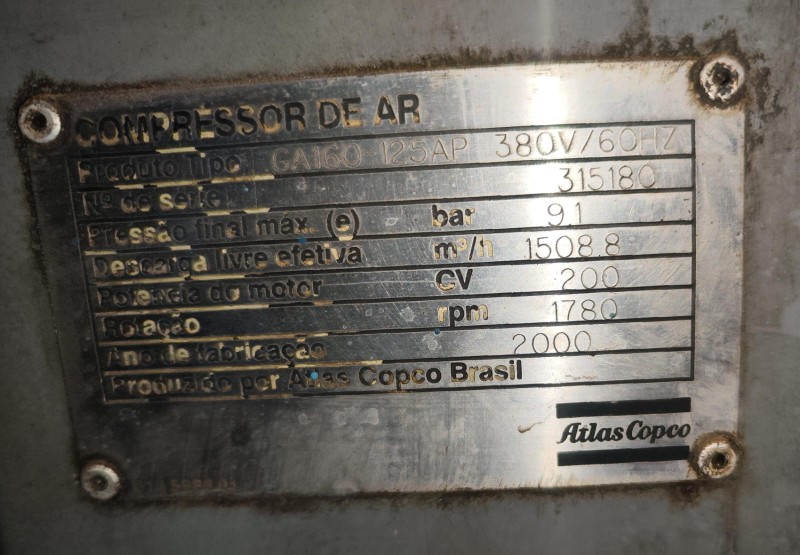 COMPRESSOR DE AR
Produto Tipo GA160 125AP 380V/60HZ
Nº de série 315180
Pressão final máx. (e) bar 9.1
Descarga livre efetiva m³/h 1508.8
Potencia do motor CV 200
Rotação rpm 1780
Ano de fabricação 2000
Produzido por Atlas Copco Brasil
Atlas Copco